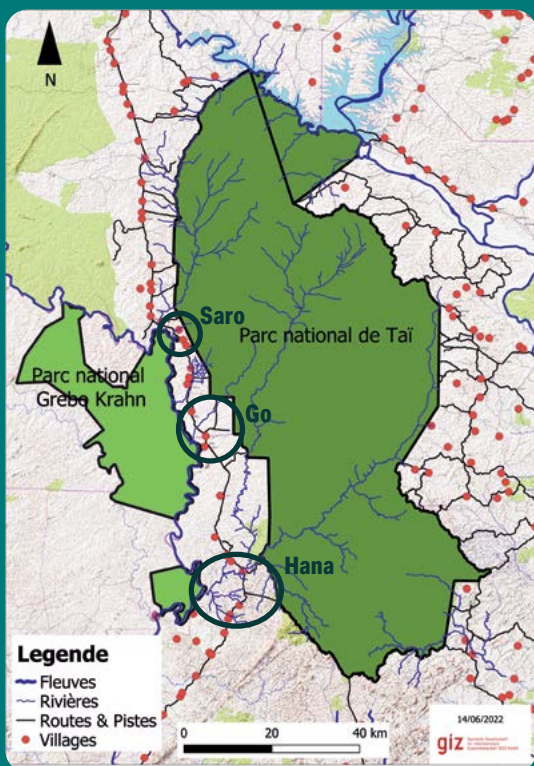 N
Saro
Parc national de Taï
Parc national
Grebo Krahn
Go
Hana
Legende
Fleuves
Rivières
Routes & Pistes
Villages
0 20 40 km
14/06/2022
giz